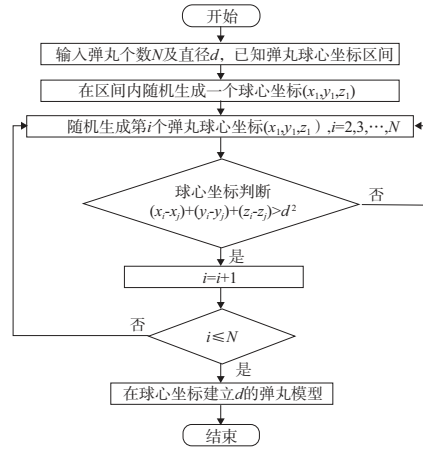 开始
输入弹丸个数N及直径d，已知弹丸球心坐标区间
在区间内随机生成一个球心坐标(x₁,y₁,z₁)
随机生成第i个弹丸球心坐标(x₁,y₁,z₁），i=2,3,⋯,N
球心坐标判断
(xᵢ-xⱼ)+(yᵢ-yⱼ)+(zᵢ-zⱼ)>d²
否
是
i=i+1
否
i≤N
是
在球心坐标建立d的弹丸模型
结束